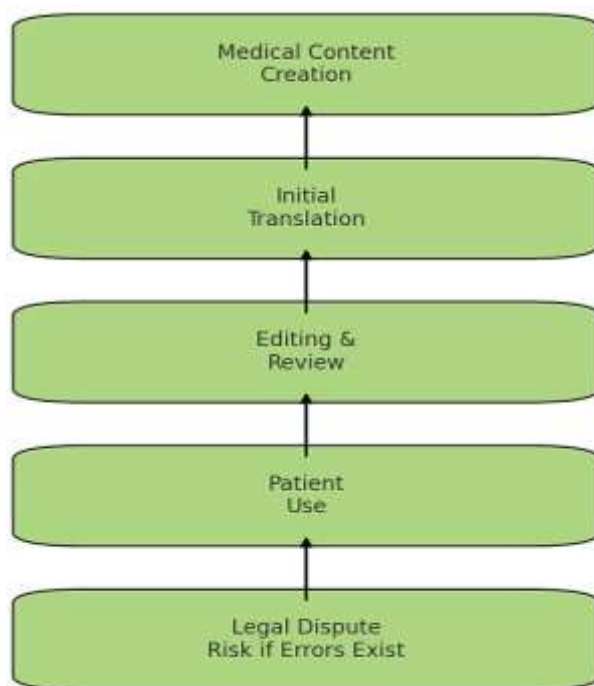 Medical Content
Creation
Initial
Translation
Editing &
Review
Patient
Use
Legal Dispute
Risk if Errors Exist